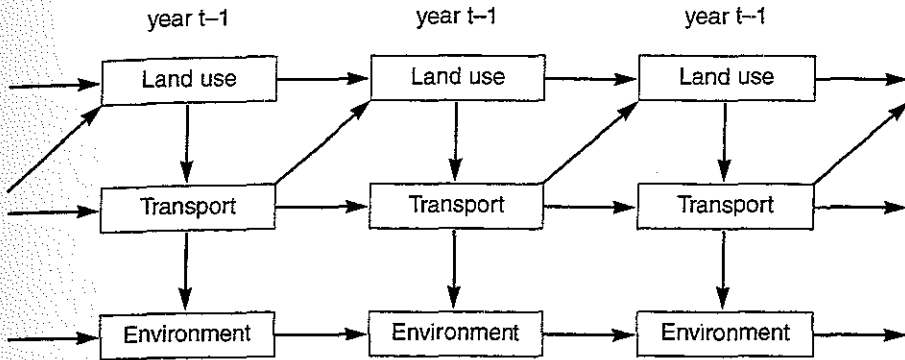 year t–1 year t–1 year t–1
Land use Land use Land use
Transport Transport Transport
Environment Environment Environment